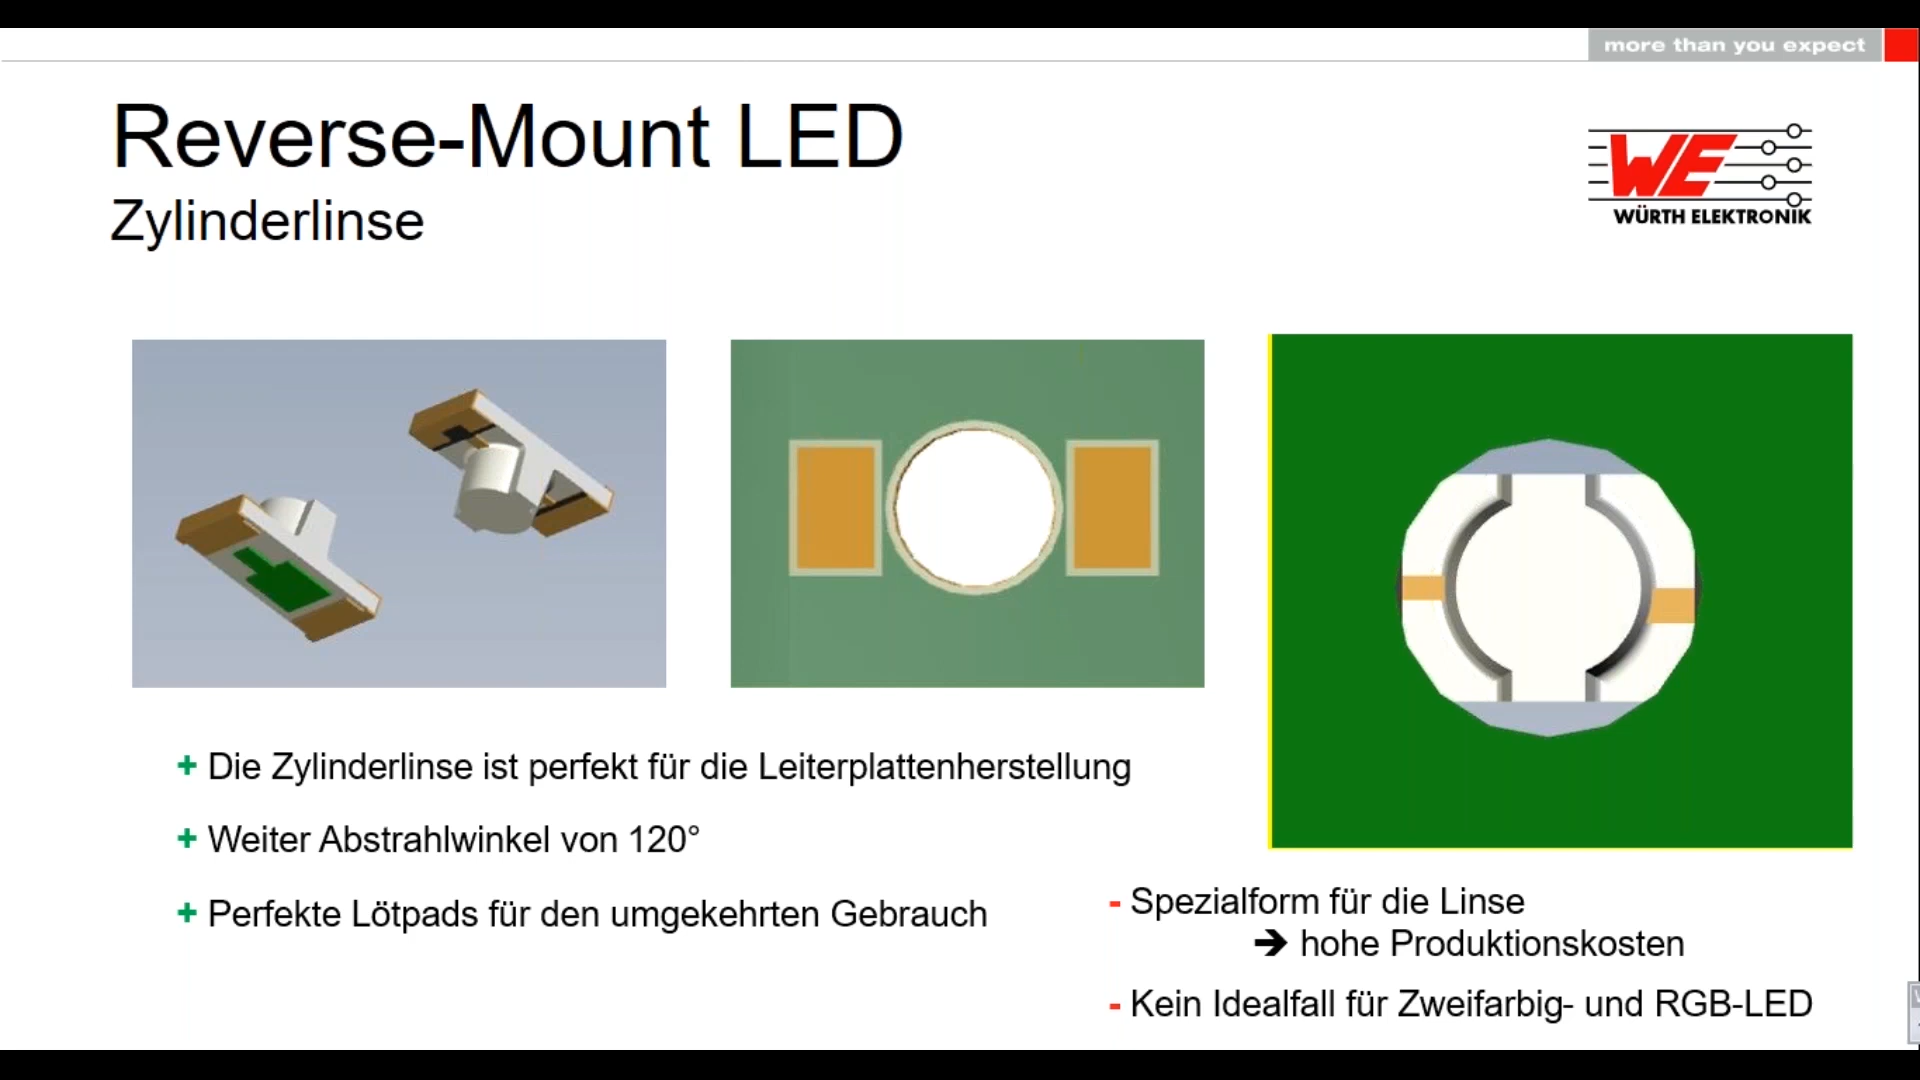 more than you expect
Reverse-Mount LED
Zylinderlinse
WE
WÜRTH ELEKTRONIK
+ Die Zylinderlinse ist perfekt für die Leiterplattenherstellung
+ Weiter Abstrahlwinkel von 120°
+ Perfekte Lötpads für den umgekehrten Gebrauch
- Spezialform für die Linse
➔ hohe Produktionskosten
- Kein Idealfall für Zweifarbig- und RGB-LED